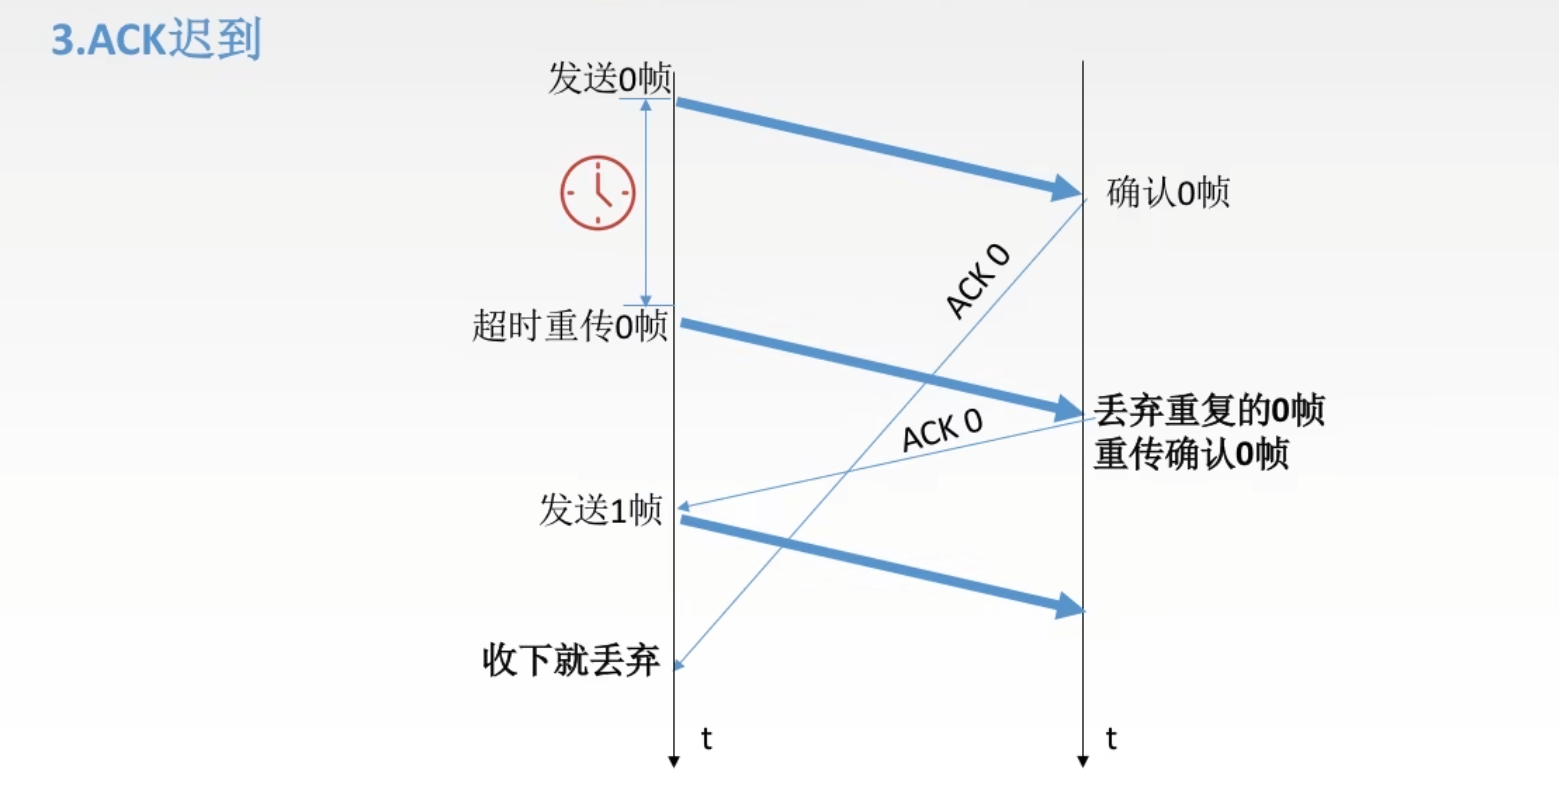 3.ACK迟到
发送0帧
确认0帧
ACK 0
超时重传0帧
丢弃重复的0帧
重传确认0帧
ACK 0
发送1帧
收下就丢弃
t
t